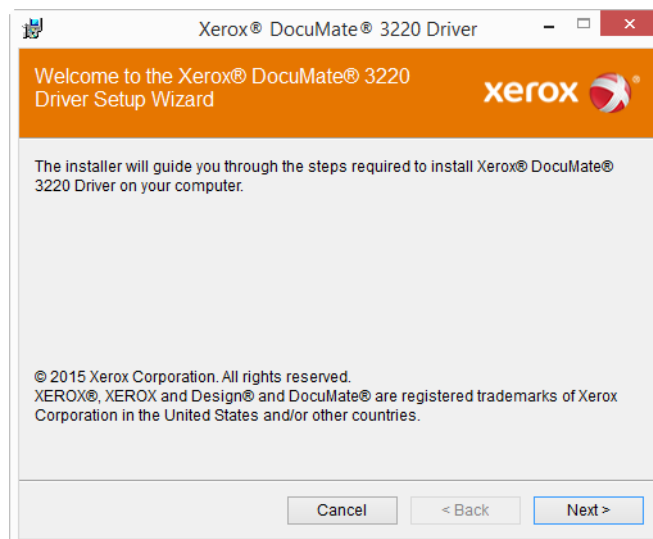 Xerox® DocuMate® 3220 Driver
Welcome to the Xerox® DocuMate® 3220
Driver Setup Wizard
xerox®
The installer will guide you through the steps required to install Xerox® DocuMate®
3220 Driver on your computer.
© 2015 Xerox Corporation. All rights reserved.
XEROX®, XEROX and Design® and DocuMate® are registered trademarks of Xerox
Corporation in the United States and/or other countries.
Cancel < Back Next >